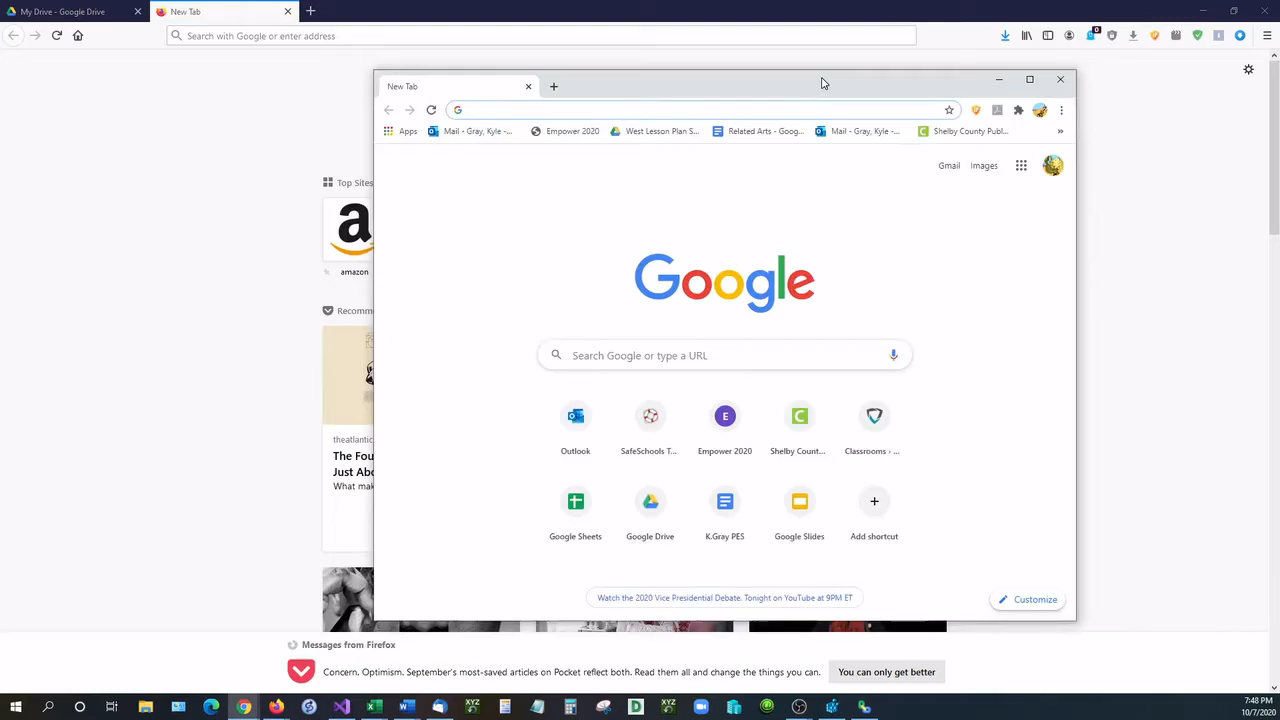 My Drive - Google Drive
New Tab
Search with Google or enter address
0
New Tab
Apps
Mail - Gray, Kyle -...
Empower 2020
West Lesson Plan S...
Related Arts - Goog...
Mail - Gray, Kyle -...
Shelby County Publ...
»
Gmail
Images
Top Sites
a
amazon
Google
Search Google or type a URL
E
Outlook
SafeSchools T...
Empower 2020
Shelby Count...
Classrooms › ...
Google Sheets
Google Drive
K.Gray PES
Google Slides
Add shortcut
Recomm
theatlantic
The Fou
Just Abo
What mak
Watch the 2020 Vice Presidential Debate. Tonight on YouTube at 9PM ET
Customize
Messages from Firefox
Concern. Optimism. September's most-saved articles on Pocket reflect both. Read them all and change the things you can.
You can only get better
XYZ
D
XYZ
7:48 PM
10/7/2020